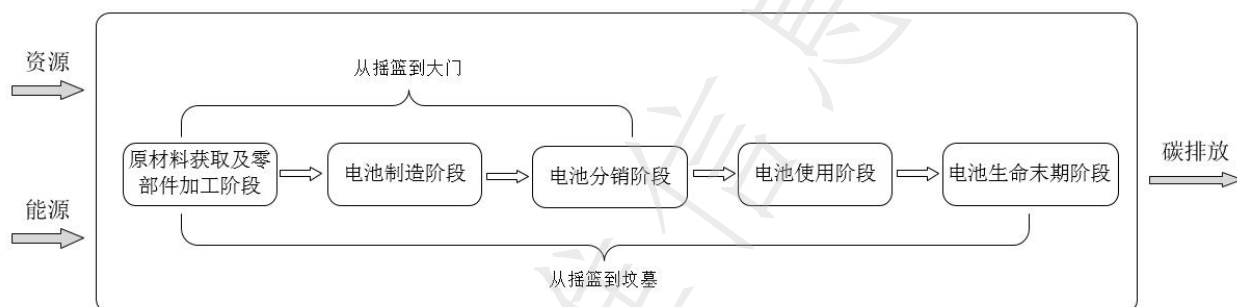 资源
从摇篮到大门
原材料获取及零
部件加工阶段
电池制造阶段
电池分销阶段
电池使用阶段
电池生命末期阶段
碳排放
能源
从摇篮到坟墓